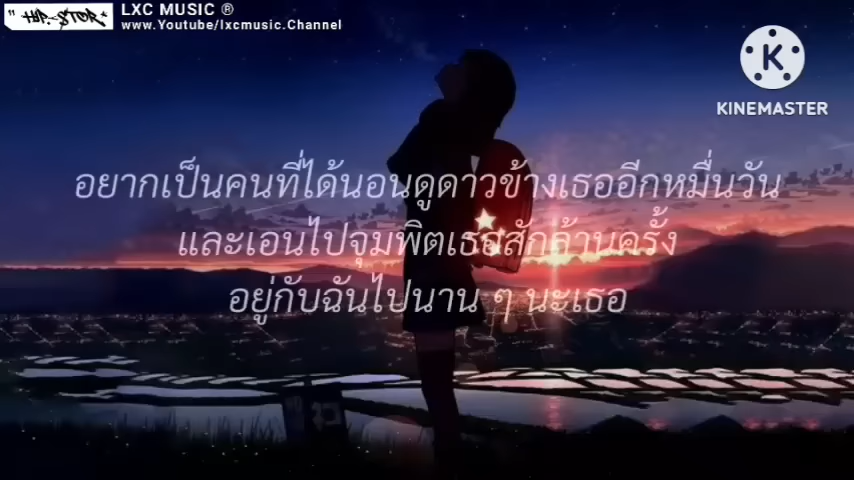 "HIP-STOR"
LXC MUSIC ®
www.Youtube/lxcmusic.Channel
KINEMASTER
อยากเป็นคนที่ได้นอนดูดาวข้างเธออีกหมื่นวัน
และเอนไปจุมพิตเธอสักล้านครั้ง
อยู่กับฉันไปนาน ๆ นะเธอ